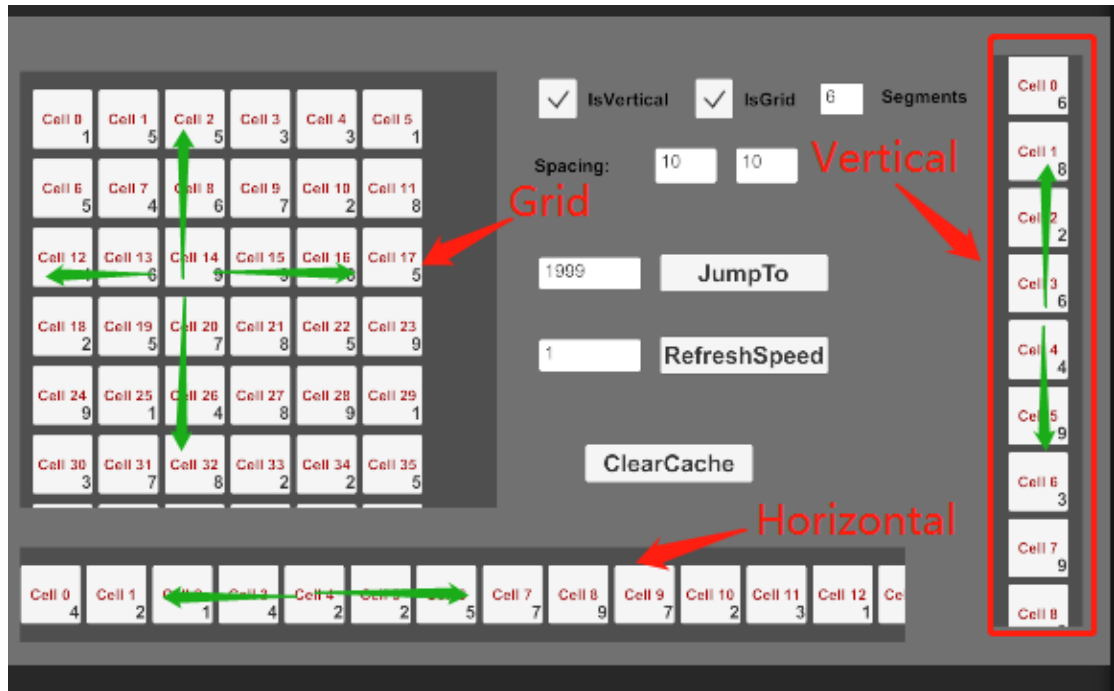 IsVertical
IsGrid
6
Segments
Spacing:
10
10
Vertical
Grid
1999
JumpTo
1
RefreshSpeed
ClearCache
Horizontal
Cell 0 Cell 1 Cell 2 Cell 3 Cell 4 Cell 5
1 5 5 3 3 1
Cell 6 Cell 7 Cell 8 Cell 9 Cell 10 Cell 11
5 4 6 7 2 8
Cell 12 Cell 13 Cell 14 Cell 15 Cell 16 Cell 17
6 9 5
Cell 18 Cell 19 Cell 20 Cell 21 Cell 22 Cell 23
2 5 7 8 5 9
Cell 24 Cell 25 Cell 26 Cell 27 Cell 28 Cell 29
9 1 4 8 9 1
Cell 30 Cell 31 Cell 32 Cell 33 Cell 34 Cell 35
3 7 8 2 2 5
Cell 0 Cell 1 Cell 4 Cell 7 Cell 8 Cell 9 Cell 10 Cell 11 Cell 12
4 2 1 4 2 2 5 7 9 7 2 3 1
Cell 0
6
Cell 1
8
Cell 2
2
Cell 3
6
Cell 4
4
Cell 5
9
Cell 6
3
Cell 7
9
Cell 8